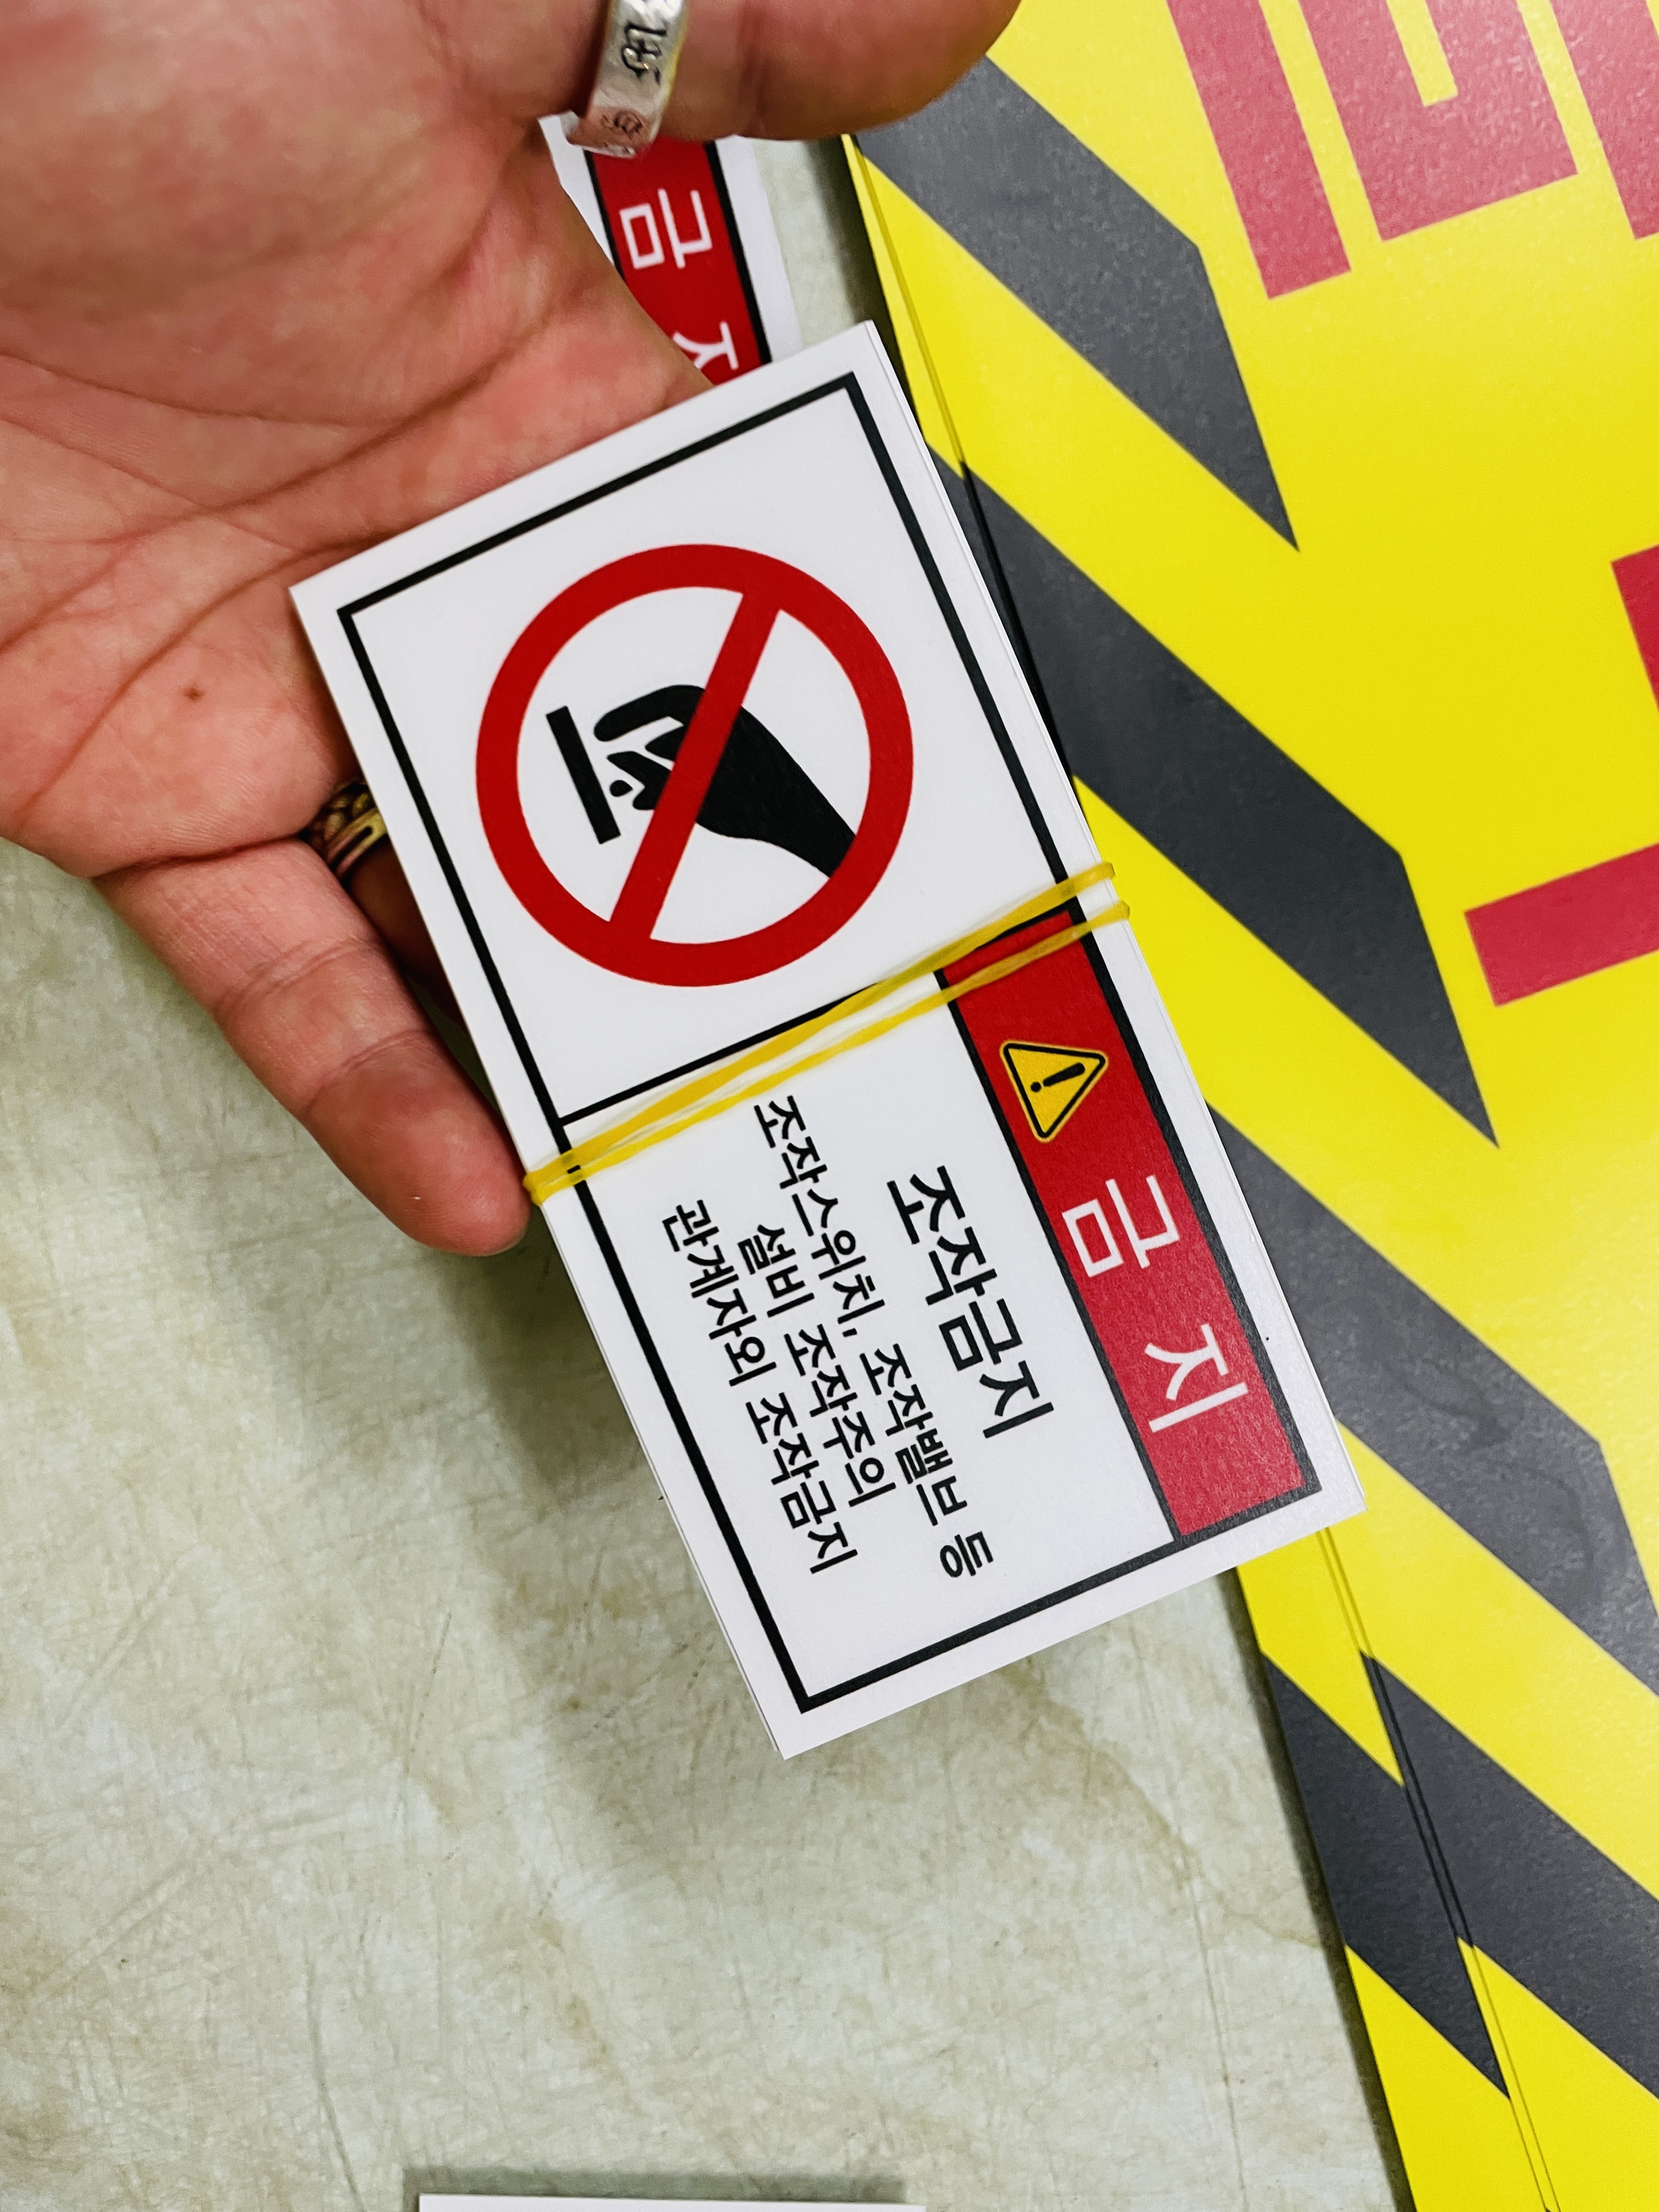 금지
조작금지
조작스위치, 조작밸브 등
설비 조작주의
관계자외 조작금지
금